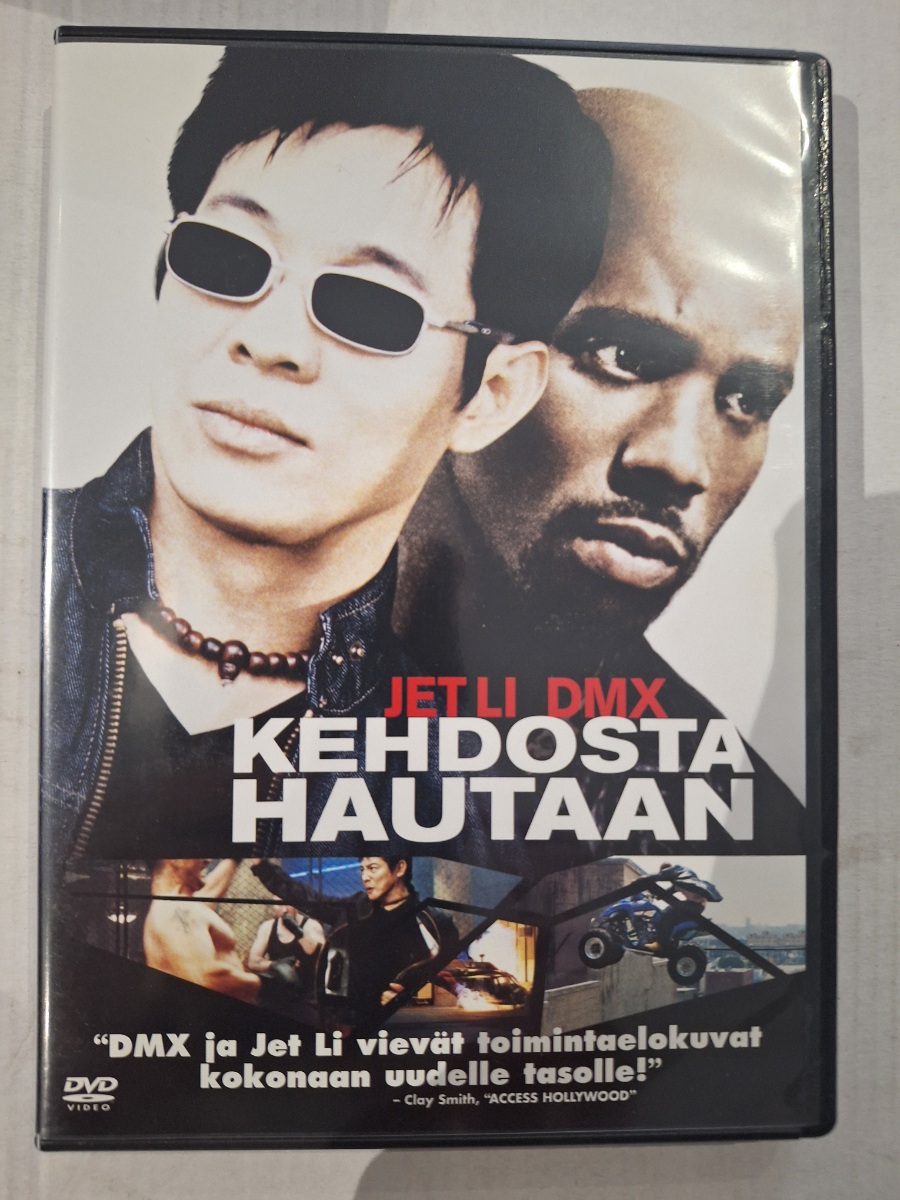 JET LI DMX
KEHDOSTA
HAUTAAN
“DMX ja Jet Li vievät toimintaelokuvat
kokonaan uudelle tasolle!”
– Clay Smith, “ACCESS HOLLYWOOD”
DVD
VIDEO